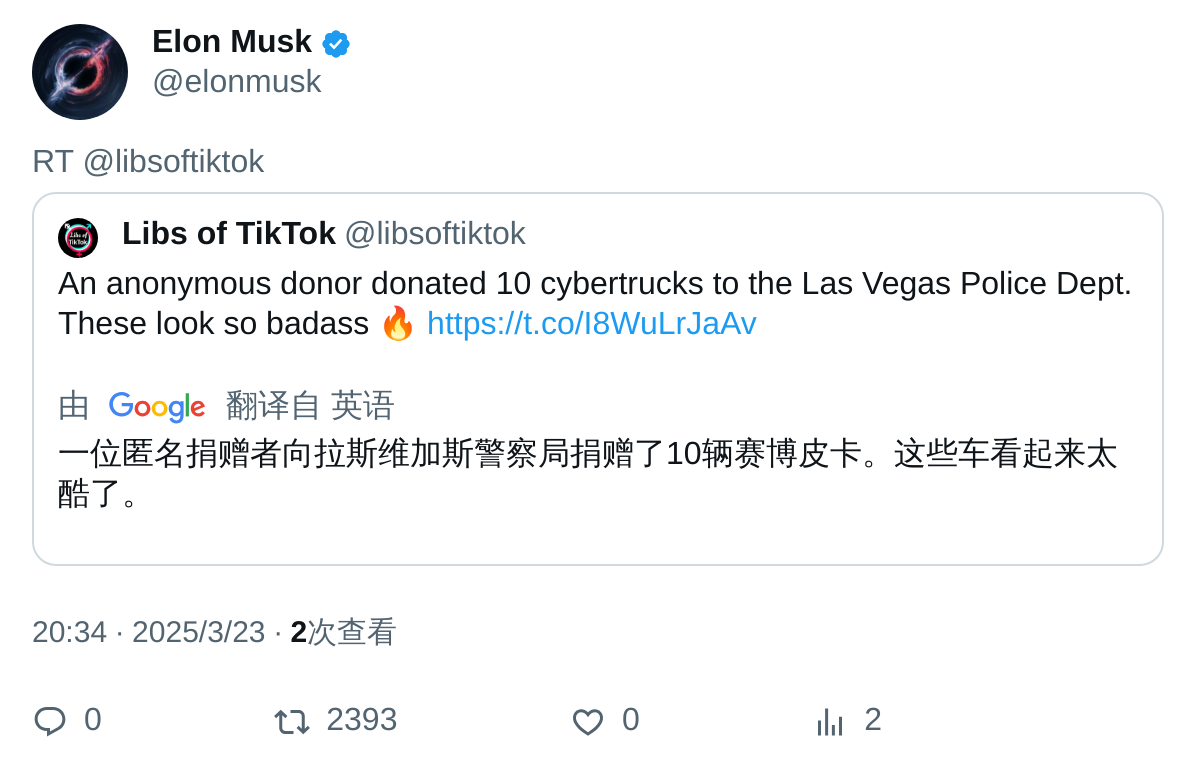 Elon Musk
@elonmusk
RT @libsoftiktok
Libs of TikTok
Libs of TikTok @libsoftiktok
An anonymous donor donated 10 cybertrucks to the Las Vegas Police Dept.
These look so badass 🔥 https://t.co/I8WuLrJaAv
由 Google 翻译自 英语
一位匿名捐赠者向拉斯维加斯警察局捐赠了10辆赛博皮卡。这些车看起来太
酷了。
20:34 · 2025/3/23 · 2次查看
0 2393 0 2